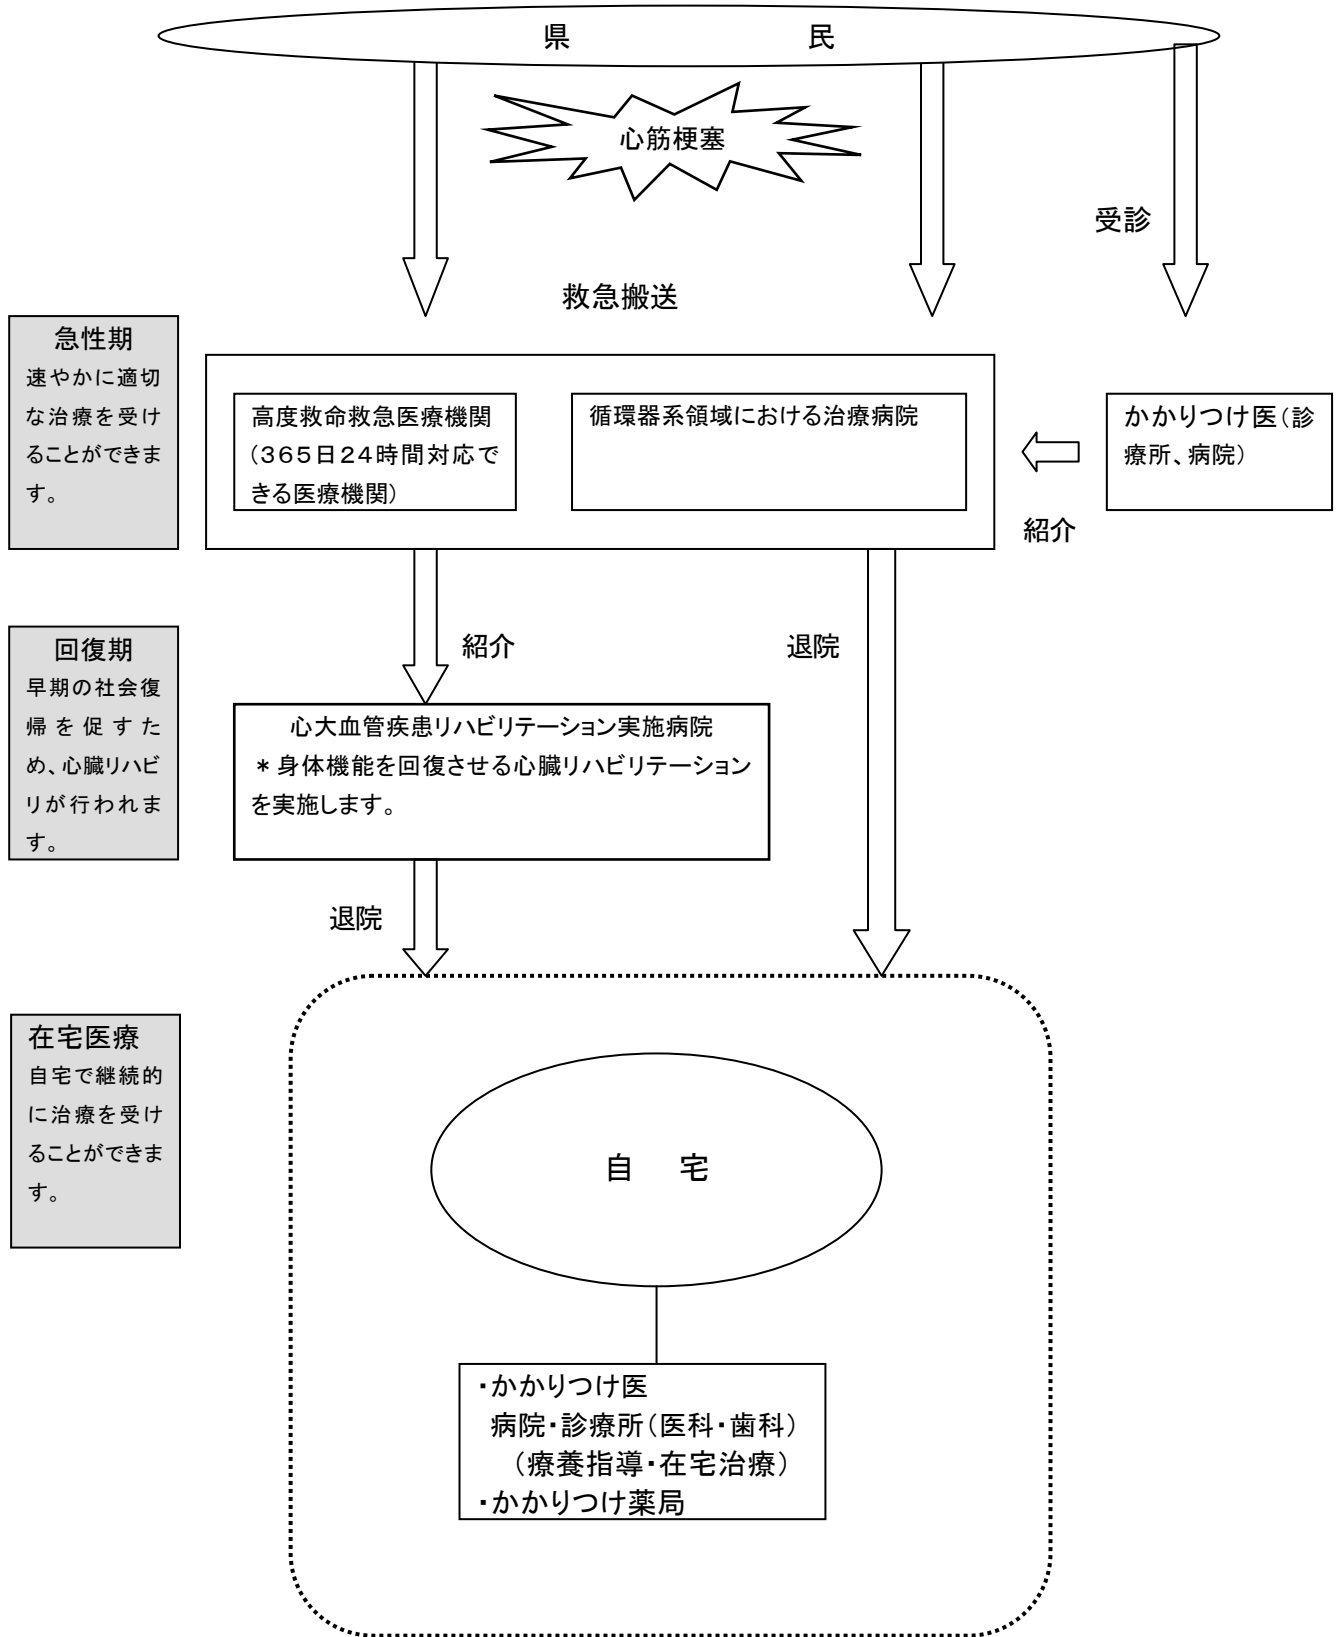 県 民
心筋梗塞
受診
救急搬送
急性期
速やかに適切
な治療を受け
ることができま
す。
高度救命救急医療機関
(365日24時間対応で
きる医療機関)
循環器系領域における治療病院
かかりつけ医(診
療所、病院)
紹介
回復期
早期の社会復
帰を促すた
め、心臓リハビ
リが行われま
す。
紹介
退院
心大血管疾患リハビリテーション実施病院
*身体機能を回復させる心臓リハビリテーション
を実施します。
退院
在宅医療
自宅で継続的
に治療を受け
ることができま
す。
自 宅
・かかりつけ医
病院・診療所(医科・歯科)
(療養指導・在宅治療)
・かかりつけ薬局